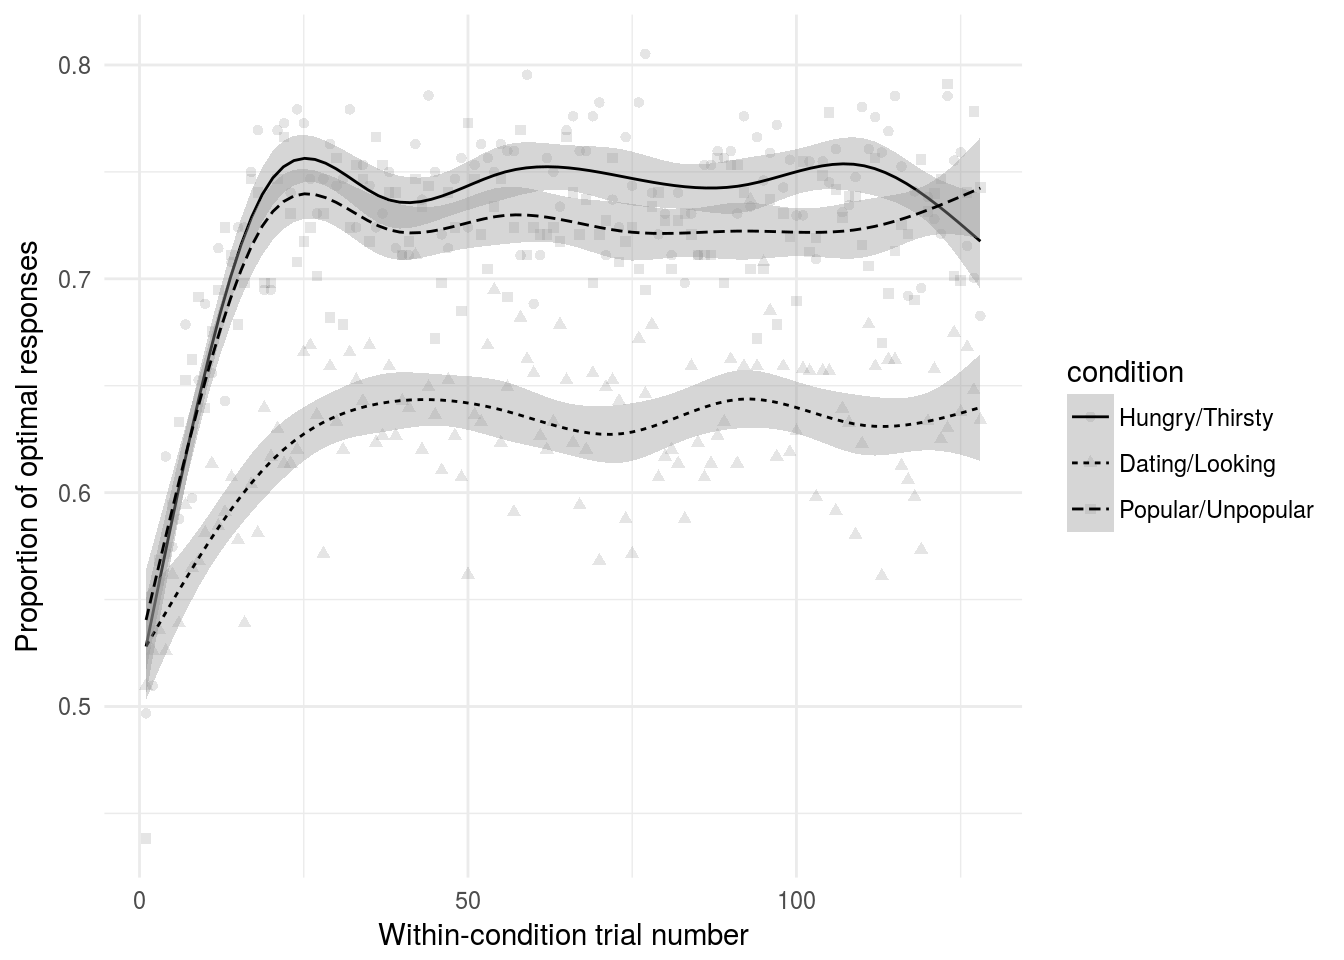 0.8
0.7
0.6
0.5
Proportion of optimal responses
0
50
100
Within-condition trial number
condition
Hungry/Thirsty
Dating/Looking
Popular/Unpopular